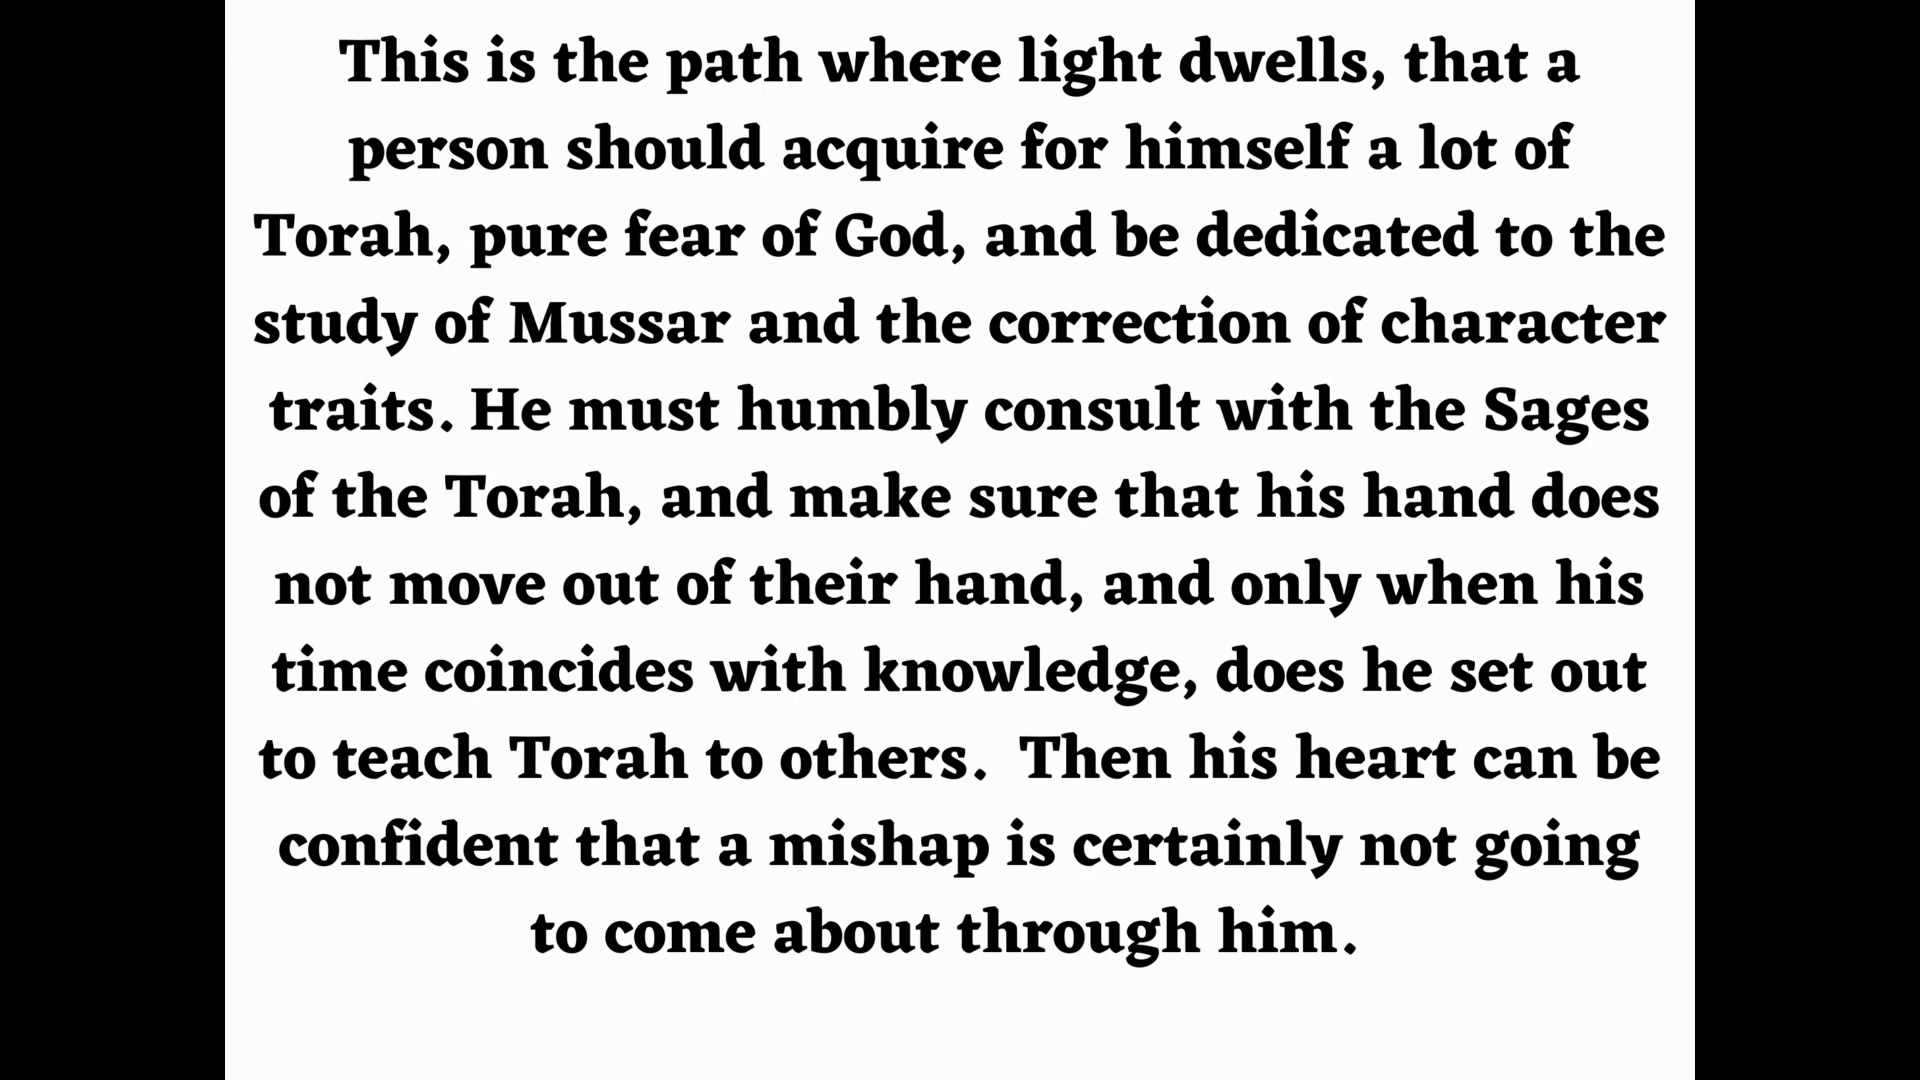 This is the path where light dwells, that a
person should acquire for himself a lot of
Torah, pure fear of God, and be dedicated to the
study of Mussar and the correction of character
traits. He must humbly consult with the Sages
of the Torah, and make sure that his hand does
not move out of their hand, and only when his
time coincides with knowledge, does he set out
to teach Torah to others.  Then his heart can be
confident that a mishap is certainly not going
to come about through him.